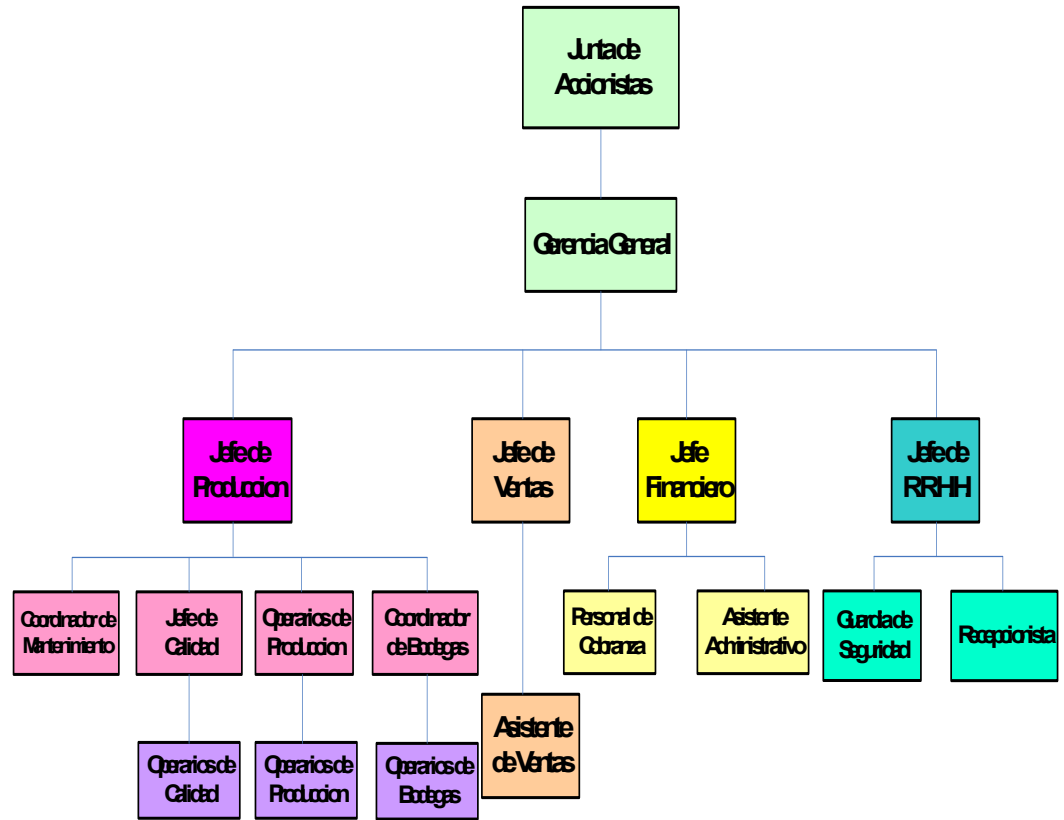 Junta de
Accionistas
Gerencia General
Jefe de
Produccion
Jefe de
Ventas
Jefe
Financiero
Jefe de
RRHH
Coordinador de
Mantenimiento
Jefe de
Calidad
Operarios de
Produccion
Coordinador
de Bodegas
Personal de
Cobranza
Asistente
Administrativo
Guardia de
Seguridad
Recepcionista
Operarios de
Calidad
Operarios de
Produccion
Operarios de
Bodegas
Asistente
de Ventas